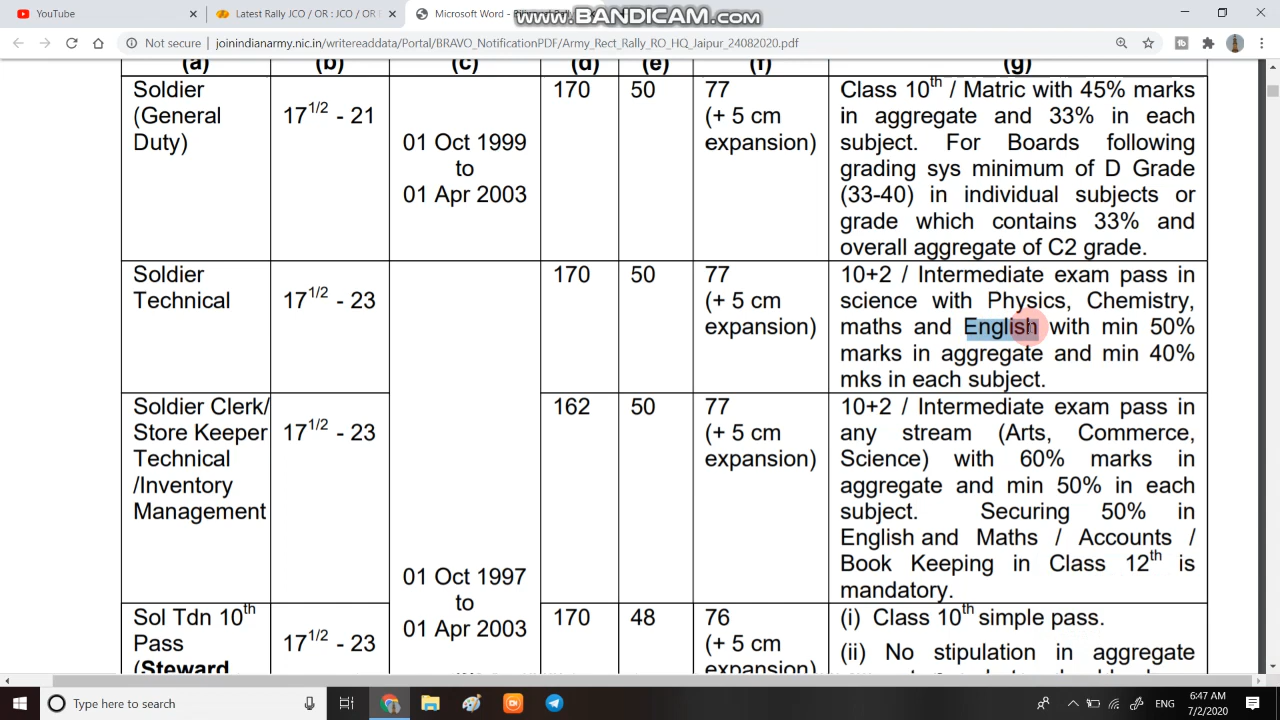 YouTube
Latest Rally JCO / OR : JCO / OR E
Microsoft Word
www.BANDICAM.com
Not secure
joinindianarmy.nic.in/writereaddata/Portal/BRAVO_NotificationPDF/Army_Rect_Rally_RO_HQ_Jaipur_24082020.pdf
(a) (b) (c) (d) (e) (f) (g)
Soldier
(General
Duty)
17 1/2 - 21
01 Oct 1999
to
01 Apr 2003
170
50
77
(+ 5 cm
expansion)
Class 10th / Matric with 45% marks
in aggregate and 33% in each
subject. For Boards following
grading sys minimum of D Grade
(33-40) in individual subjects or
grade which contains 33% and
overall aggregate of C2 grade.
Soldier
Technical
17 1/2 - 23
170
50
77
(+ 5 cm
expansion)
10+2 / Intermediate exam pass in
science with Physics, Chemistry,
maths and English with min 50%
marks in aggregate and min 40%
mks in each subject.
Soldier Clerk/
Store Keeper
Technical
/Inventory
Management
17 1/2 - 23
01 Oct 1997
to
01 Apr 2003
162
50
77
(+ 5 cm
expansion)
10+2 / Intermediate exam pass in
any stream (Arts, Commerce,
Science) with 60% marks in
aggregate and min 50% in each
subject. Securing 50% in
English and Maths / Accounts /
Book Keeping in Class 12th is
mandatory.
Sol Tdn 10th
Pass
(Steward
17 1/2 - 23
170
48
76
(+ 5 cm
expansion)
(i) Class 10th simple pass.
(ii) No stipulation in aggregate
Type here to search
ENG
6:47 AM
7/2/2020